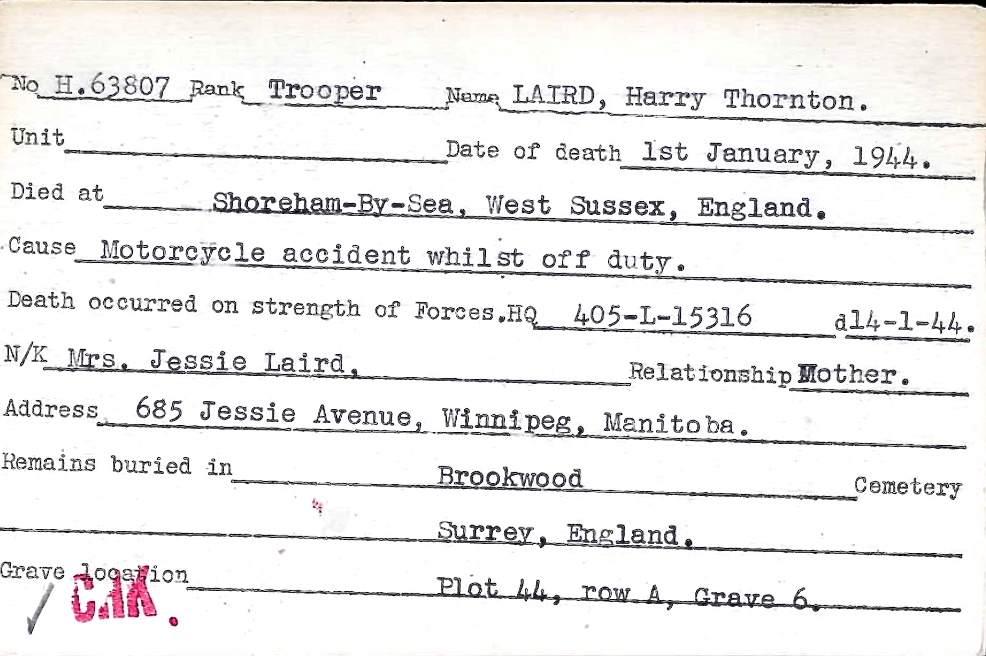 No H.63807 Rank Trooper Name LAIRD, Harry Thornton.
Unit Date of death 1st January, 1944.
Died at Shoreham-By-Sea, West Sussex, England.
Cause Motorcycle accident whilst off duty.
Death occurred on strength of Forces.HQ 405-L-15316 d14-1-44.
N/K Mrs. Jessie Laird, Relationship Mother.
Address 685 Jessie Avenue, Winnipeg, Manitoba.
Remains buried in Brookwood Cemetery
Surrey, England.
Grave location Plot 44, row A, Grave 6.